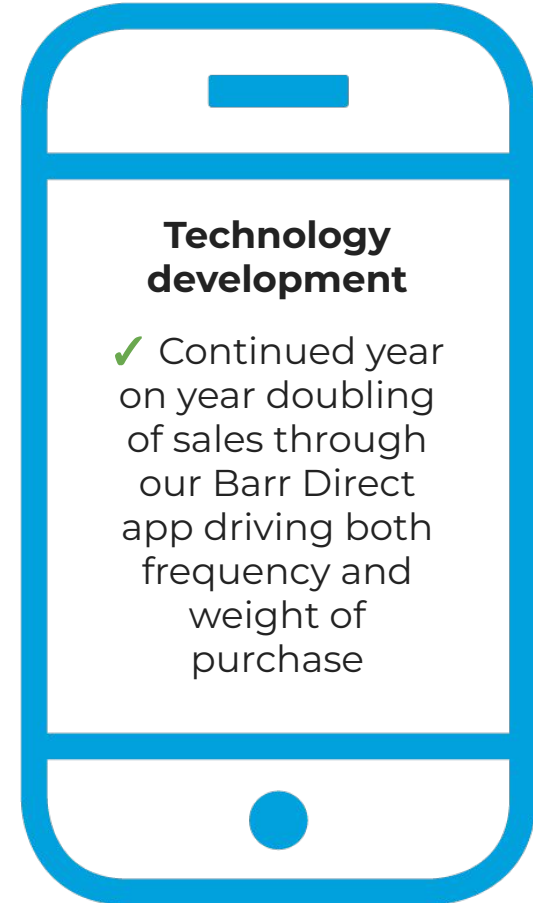 Technology
development
✓ Continued year
on year doubling
of sales through
our Barr Direct
app driving both
frequency and
weight of
purchase